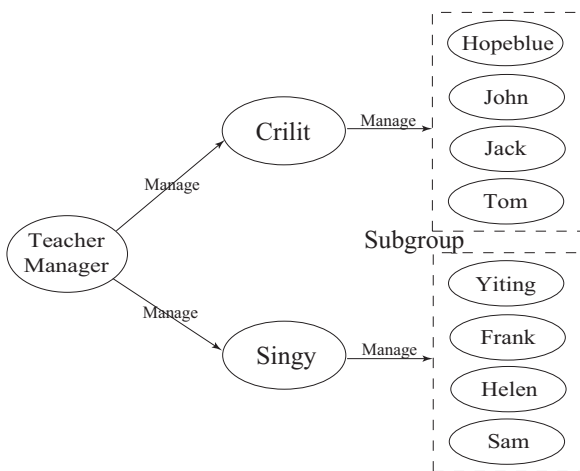 Hopeblue
John
Crilit
Manage
Jack
Manage
Tom
Teacher
Manager
Subgroup
Yiting
Manage
Frank
Singy
Manage
Helen
Sam